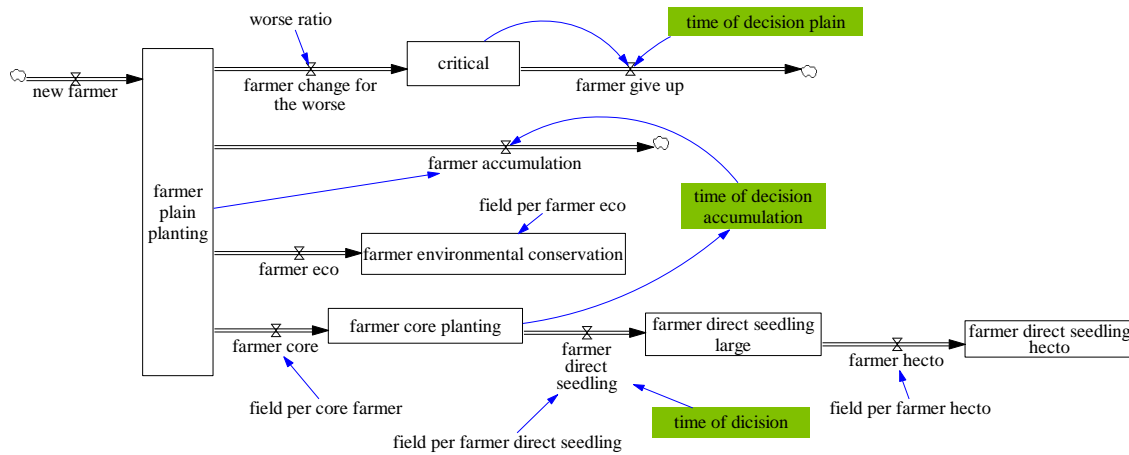 worse ratio
time of decision plain
critical
new farmer
farmer change for
the worse
farmer give up
farmer accumulation
farmer
plain
planting
time of decision
accumulation
field per farmer eco
farmer eco
farmer environmental conservation
farmer core planting
farmer direct seedling
large
farmer direct seedling
hecto
farmer core
farmer
direct
seedling
farmer hecto
field per core farmer
time of dicision
field per farmer hecto
field per farmer direct seedling